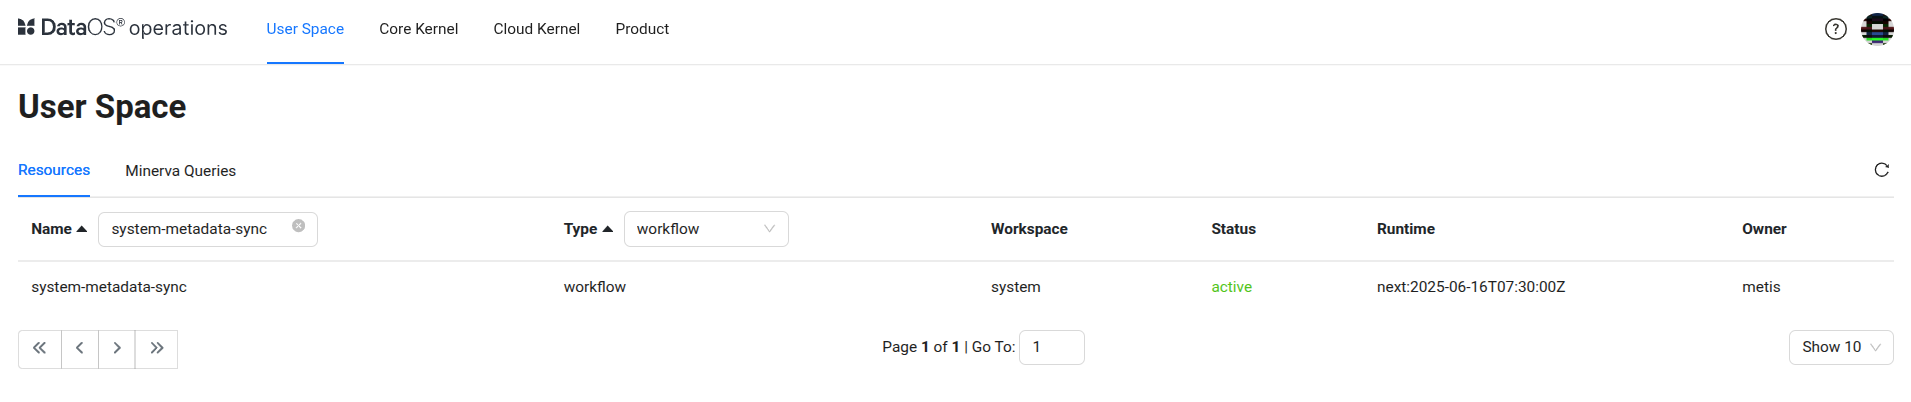 DataOS® operations User Space Core Kernel Cloud Kernel Product ?
User Space
Resources Minerva Queries
Name system-metadata-sync Type workflow Workspace Status Runtime Owner
system-metadata-sync workflow system active next:2025-06-16T07:30:00Z metis
Page 1 of 1 | Go To: 1 Show 10